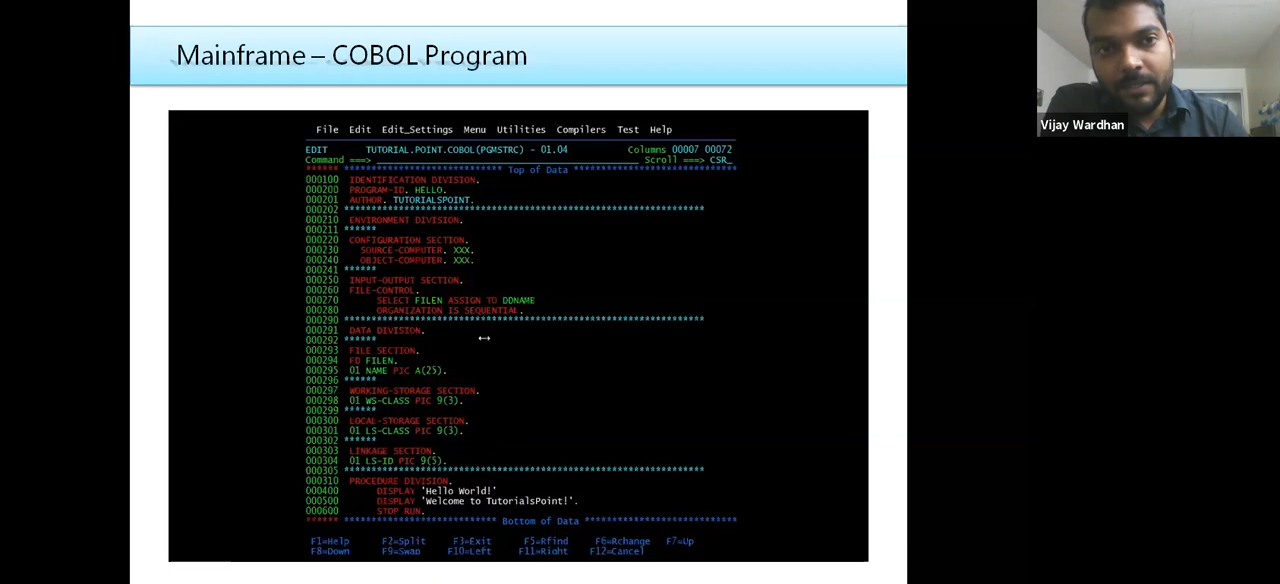 Mainframe – COBOL Program
Vijay Wardhan
File Edit Edit_Settings Menu Utilities Compilers Test Help
EDIT TUTORIAL.POINT.COBOL(PGMSTRC) - 01.04 Columns 00007 00072
Command ===> Scroll ===> CSR_
****** **************************** Top of Data ******************************
000100 IDENTIFICATION DIVISION.
000200 PROGRAM-ID. HELLO.
000201 AUTHOR. TUTORIALSPOINT.
000202 ******************************************************************
000210 ENVIRONMENT DIVISION.
000211 ******
000220 CONFIGURATION SECTION.
000230 SOURCE-COMPUTER. XXX.
000240 OBJECT-COMPUTER. XXX.
000241 ******
000250 INPUT-OUTPUT SECTION.
000260 FILE-CONTROL.
000270 SELECT FILEN ASSIGN TO DDNAME
000280 ORGANIZATION IS SEQUENTIAL.
000290 ******************************************************************
000291 DATA DIVISION.
000292 ******
000293 FILE SECTION.
000294 FD FILEN.
000295 01 NAME PIC A(25).
000296 ******
000297 WORKING-STORAGE SECTION.
000298 01 WS-CLASS PIC 9(3).
000299 ******
000300 LOCAL-STORAGE SECTION.
000301 01 LS-CLASS PIC 9(3).
000302 ******
000303 LINKAGE SECTION.
000304 01 LS-ID PIC 9(5).
000305 ******************************************************************
000310 PROCEDURE DIVISION.
000400 DISPLAY 'Hello World!'
000500 DISPLAY 'Welcome to TutorialsPoint!'.
000600 STOP RUN.
****** **************************** Bottom of Data ****************************
F1=Help F2=Split F3=Exit F5=Rfind F6=Rchange F7=Up
F8=Down F9=Swap F10=Left F11=Right F12=Cancel